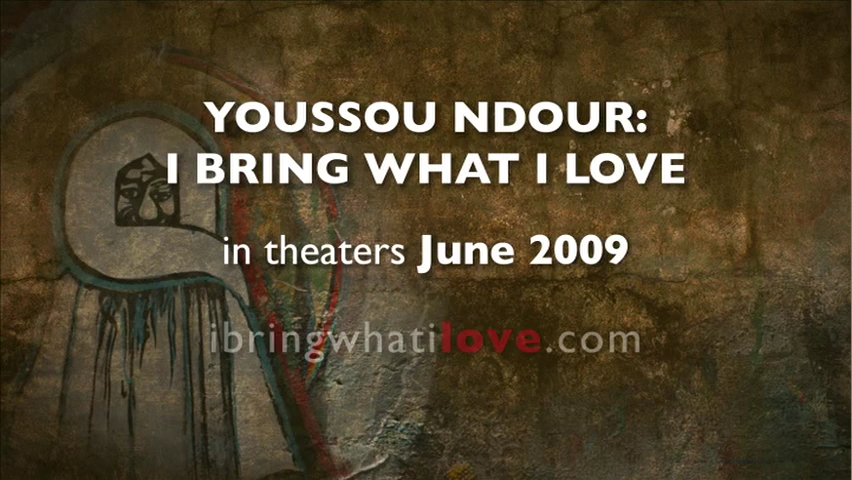 YOUSSOU NDOUR:
I BRING WHAT I LOVE
in theaters June 2009
ibringwhatilove.com